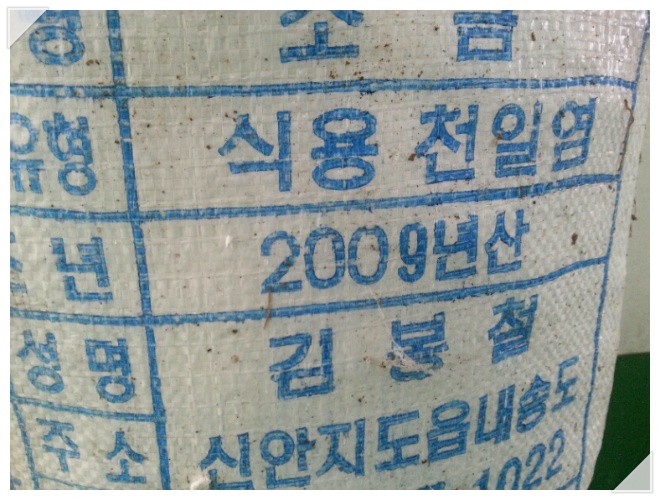 명 소금
유형 식용 천일염
년 2009년산
성명 김봉철
주소 신안지도읍내송도
1022